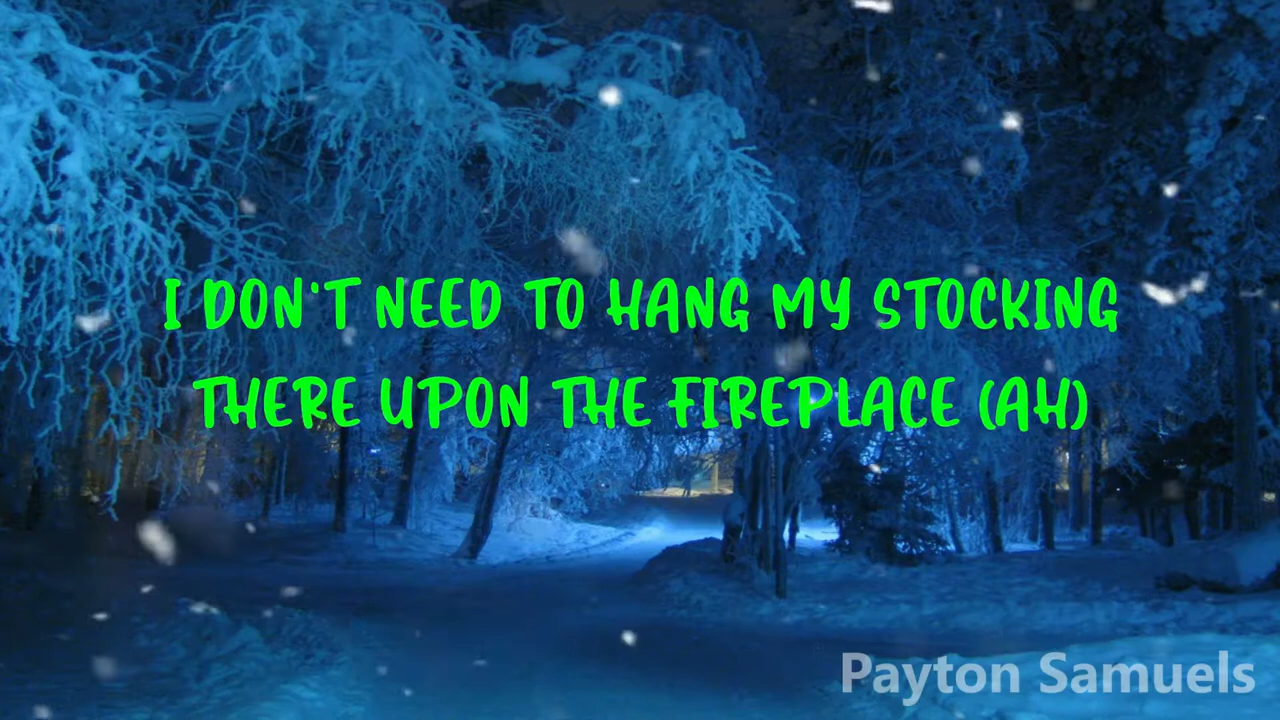 I DON'T NEED TO HANG MY STOCKING
THERE UPON THE FIREPLACE (AH)
Payton Samuels